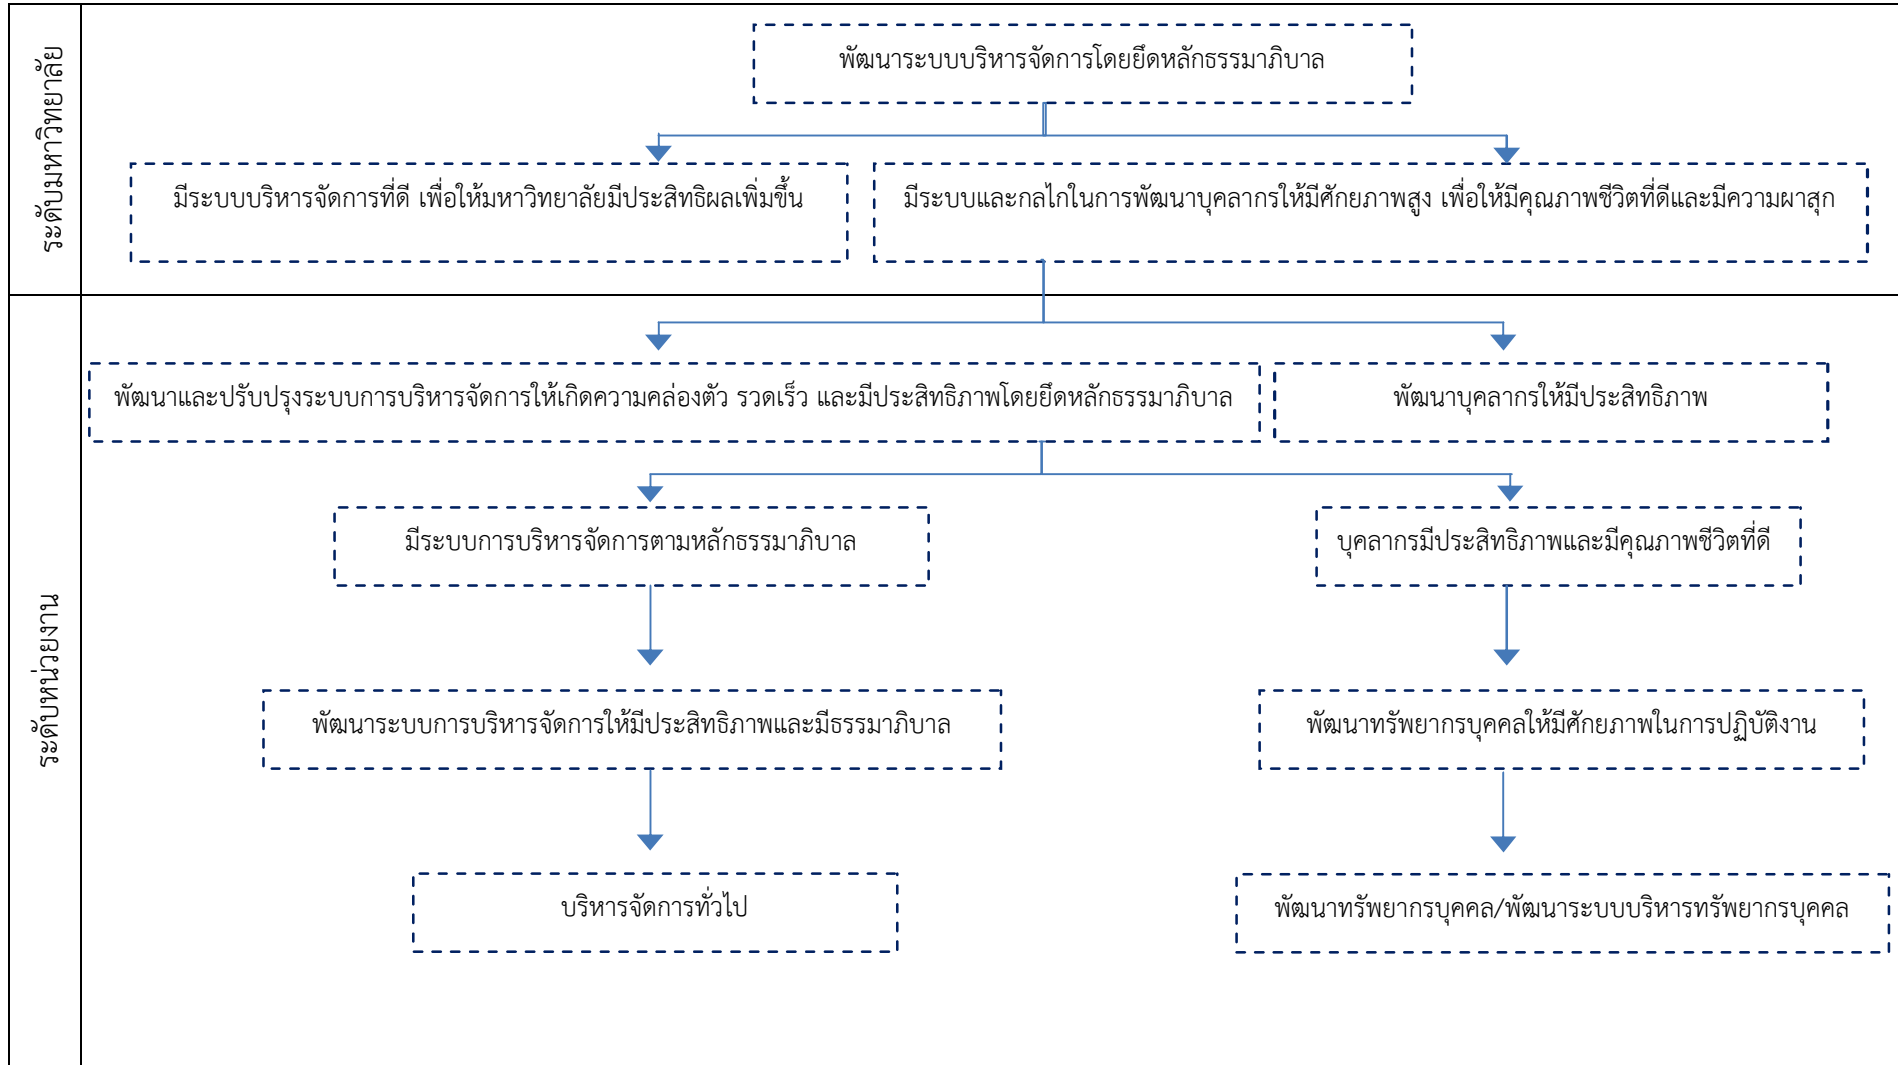 ระดับมหาวิทยาลัย
พัฒนาระบบบริหารจัดการโดยยึดหลักธรรมาภิบาล
มีระบบบริหารจัดการที่ดี เพื่อให้มหาวิทยาลัยมีประสิทธิผลเพิ่มขึ้น
มีระบบและกลไกในการพัฒนาบุคลากรให้มีศักยภาพสูง เพื่อให้มีคุณภาพชีวิตที่ดีและมีความผาสุก
ระดับหน่วยงาน
พัฒนาและปรับปรุงระบบการบริหารจัดการให้เกิดความคล่องตัว รวดเร็ว และมีประสิทธิภาพโดยยึดหลักธรรมาภิบาล
พัฒนาบุคลากรให้มีประสิทธิภาพ
มีระบบการบริหารจัดการตามหลักธรรมาภิบาล
บุคลากรมีประสิทธิภาพและมีคุณภาพชีวิตที่ดี
พัฒนาระบบการบริหารจัดการให้มีประสิทธิภาพและมีธรรมาภิบาล
พัฒนาทรัพยากรบุคคลให้มีศักยภาพในการปฏิบัติงาน
บริหารจัดการทั่วไป
พัฒนาทรัพยากรบุคคล/พัฒนาระบบบริหารทรัพยากรบุคคล